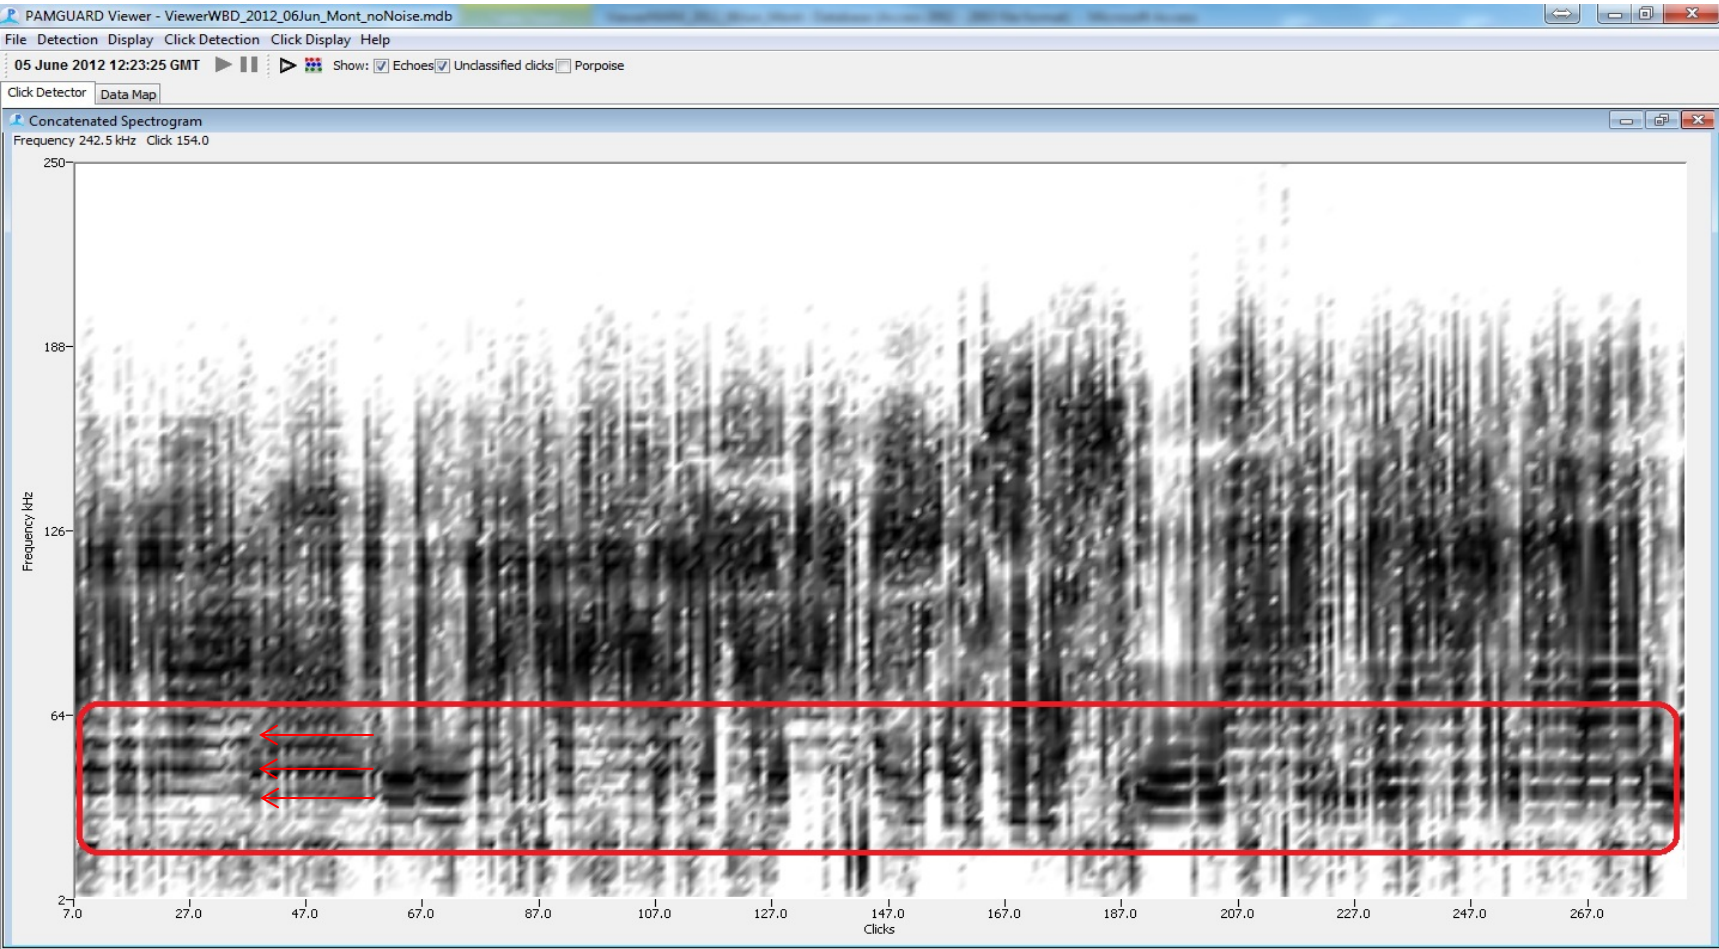 PAMGUARD Viewer - ViewerWBD_2012_06Jun_Mont_noNoise.mdb
File Detection Display Click Detection Click Display Help
05 June 2012 12:23:25 GMT Show: Echoes Unclassified clicks Porpoise
Click Detector Data Map
Concatenated Spectrogram
Frequency 242.5 kHz Click 154.0
250
188
126
64
2
Frequency kHz
7.0 27.0 47.0 67.0 87.0 107.0 127.0 147.0 167.0 187.0 207.0 227.0 247.0 267.0
Clicks